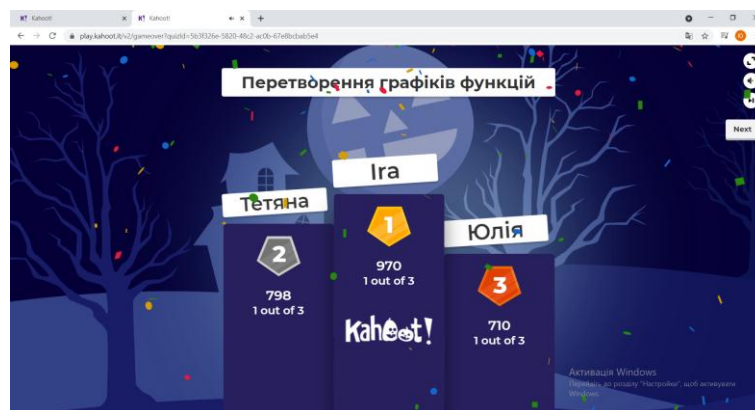 Kahoot!
Kahoot!
play.kahoot.it/v2/gameover?quizId=5b3f326e-5820-48c2-ac0b-67e8bcbab5e4
Перетворення графіків функцій
Next
Ira
Тетяна
Юлія
1
2
3
970
1 out of 3
798
1 out of 3
710
1 out of 3
Kahoot!
Активація Windows
Перейдіть до розділу "Настройки", щоб активувати
Windows.